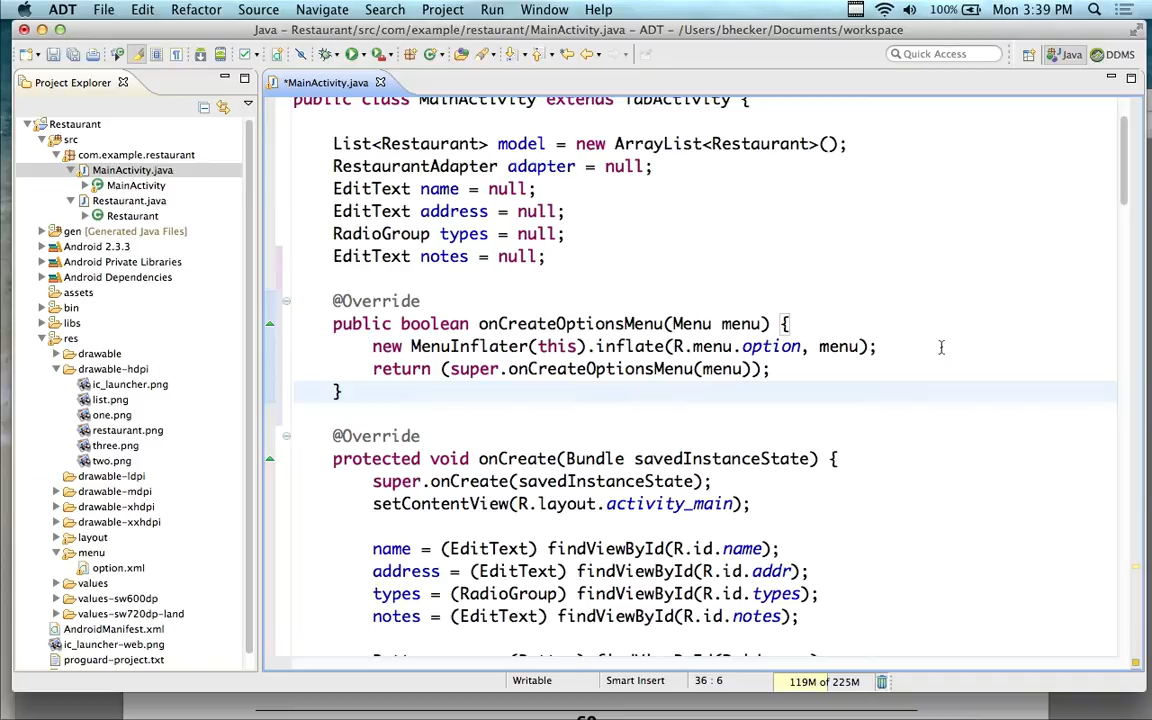 ADT File Edit Refactor Source Navigate Search Project Run Window Help 100% Mon 3:39 PM
Java – Restaurant/src/com/example/restaurant/MainActivity.java – ADT – /Users/bhecker/Documents/workspace
Quick Access Java DDMS
Project Explorer
*MainActivity.java
Restaurant
src
com.example.restaurant
MainActivity.java
MainActivity
Restaurant.java
Restaurant
gen [Generated Java Files]
Android 2.3.3
Android Private Libraries
Android Dependencies
assets
bin
libs
res
drawable
drawable-hdpi
ic_launcher.png
list.png
one.png
restaurant.png
three.png
two.png
drawable-ldpi
drawable-mdpi
drawable-xhdpi
drawable-xxhdpi
layout
menu
option.xml
values
values-sw600dp
values-sw720dp-land
AndroidManifest.xml
ic_launcher-web.png
proguard-project.txt
public class MainActivity extends TabActivity {
List<Restaurant> model = new ArrayList<Restaurant>();
RestaurantAdapter adapter = null;
EditText name = null;
EditText address = null;
RadioGroup types = null;
EditText notes = null;
@Override
public boolean onCreateOptionsMenu(Menu menu) {
new MenuInflater(this).inflate(R.menu.option, menu);
return (super.onCreateOptionsMenu(menu));
}
@Override
protected void onCreate(Bundle savedInstanceState) {
super.onCreate(savedInstanceState);
setContentView(R.layout.activity_main);
name = (EditText) findViewById(R.id.name);
address = (EditText) findViewById(R.id.addr);
types = (RadioGroup) findViewById(R.id.types);
notes = (EditText) findViewById(R.id.notes);
Writable Smart Insert 36 : 6 119M of 225M